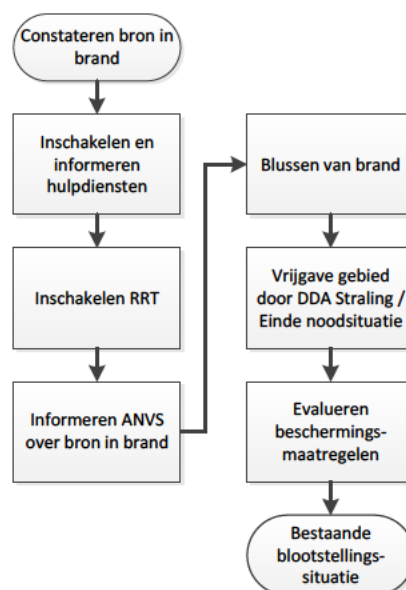 Constateren bron in
brand
Inschakelen en
informeren
hulpdiensten
Inschakelen RRT
Informeren ANVS
over bron in brand
Blussen van brand
Vrijgave gebied
door DDA Straling /
Einde noodsituatie
Evalueren
beschermings-
maatregelen
Bestaande
blootstellings-
situatie